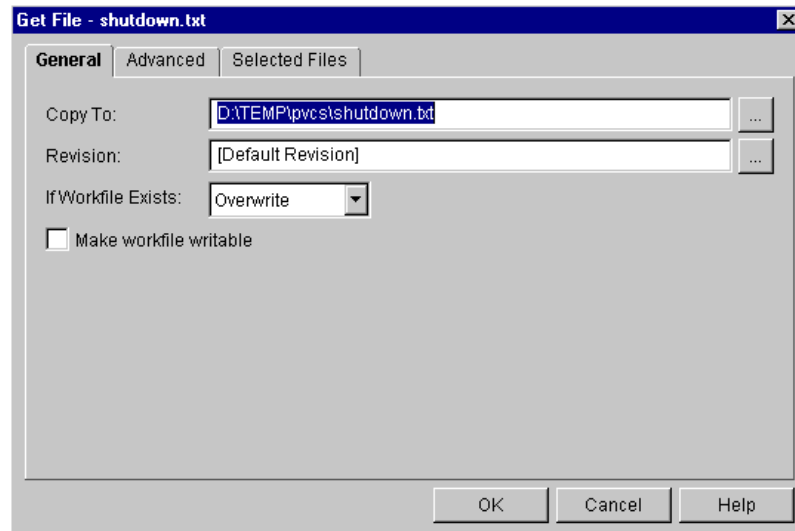 Get File - shutdown.txt
General Advanced Selected Files
Copy To: D:\TEMP\pvcs\shutdown.txt ...
Revision: [Default Revision] ...
If Workfile Exists: Overwrite
Make workfile writable
OK Cancel Help